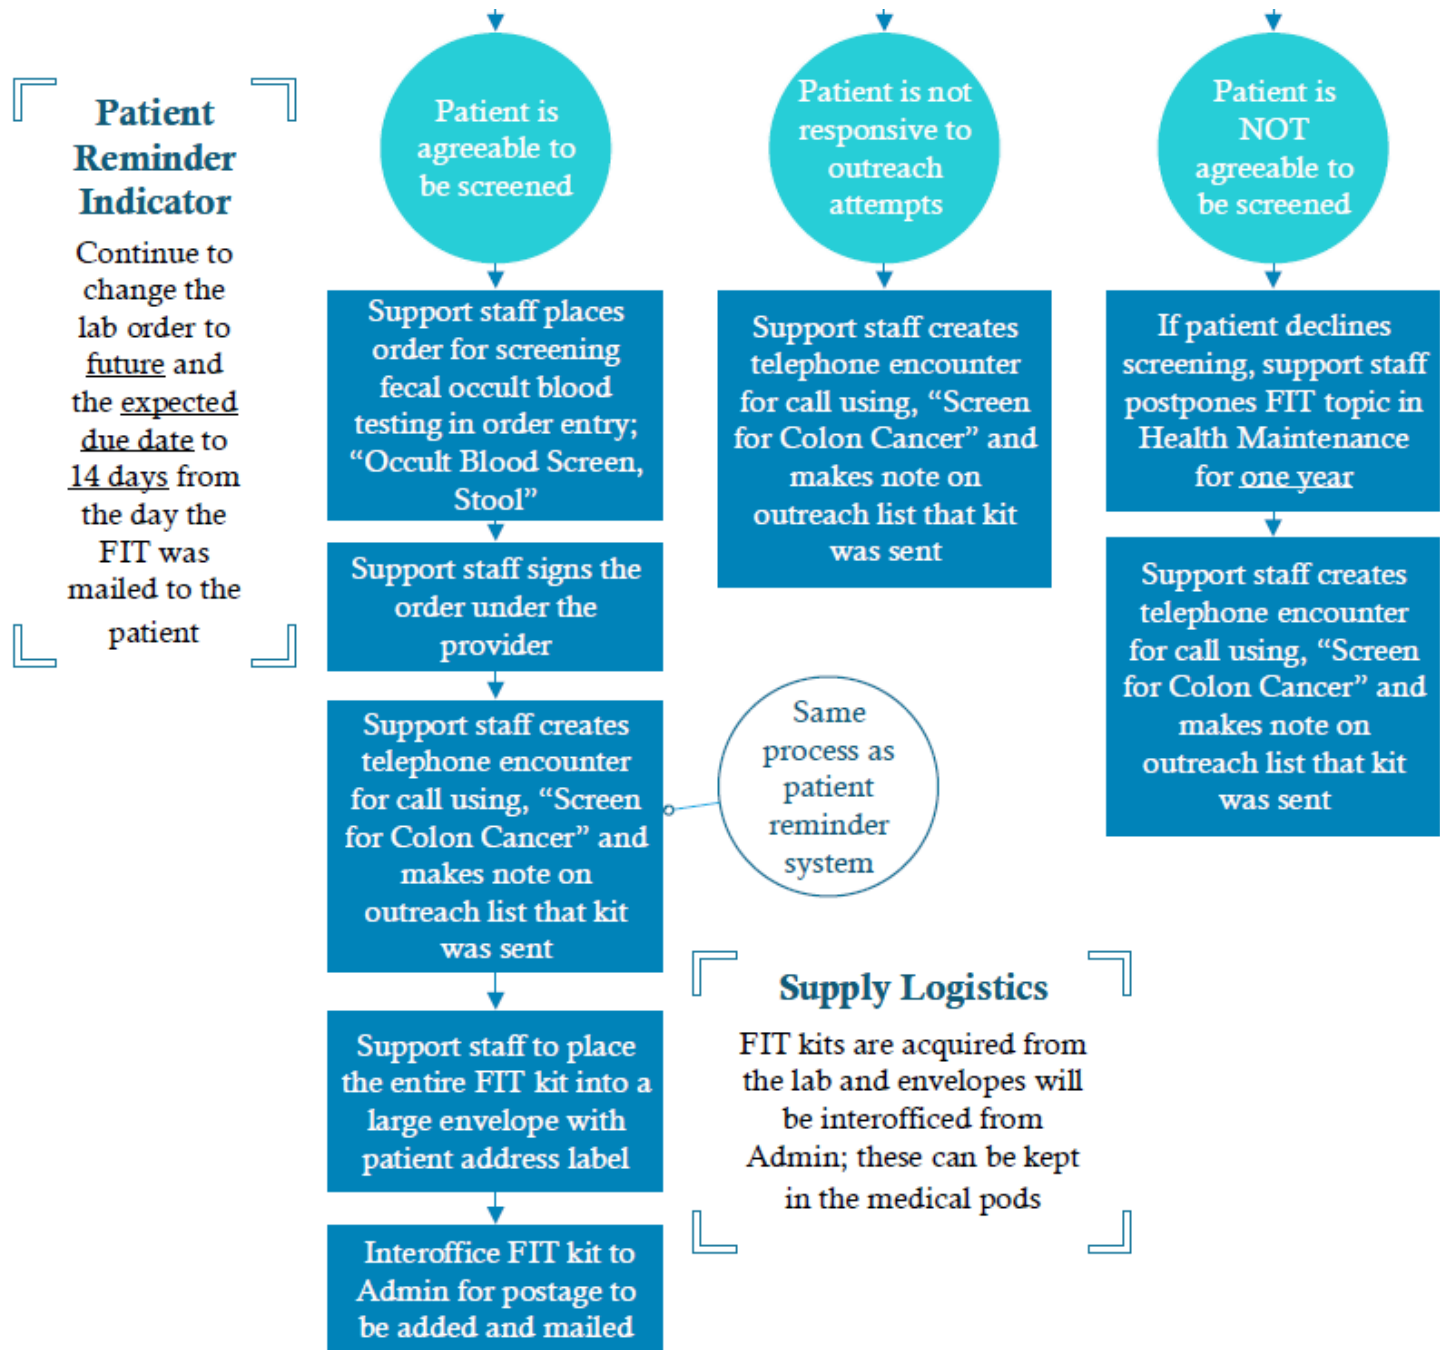 Patient
Reminder
Indicator
Continue to
change the
lab order to
future and
the expected
due date to
14 days from
the day the
FIT was
mailed to the
patient
Patient is
agreeable to
be screened
Support staff places
order for screening
fecal occult blood
testing in order entry;
“Occult Blood Screen,
Stool”
Support staff signs the
order under the
provider
Support staff creates
telephone encounter
for call using, “Screen
for Colon Cancer” and
makes note on
outreach list that kit
was sent
Same
process as
patient
reminder
system
Support staff to place
the entire FIT kit into a
large envelope with
patient address label
Interoffice FIT kit to
Admin for postage to
be added and mailed
Patient is not
responsive to
outreach
attempts
Support staff creates
telephone encounter
for call using, “Screen
for Colon Cancer” and
makes note on
outreach list that kit
was sent
Patient is
NOT
agreeable to
be screened
If patient declines
screening, support staff
postpones FIT topic in
Health Maintenance
for one year
Support staff creates
telephone encounter
for call using, “Screen
for Colon Cancer” and
makes note on
outreach list that kit
was sent
Supply Logistics
FIT kits are acquired from
the lab and envelopes will
be interofficed from
Admin; these can be kept
in the medical pods